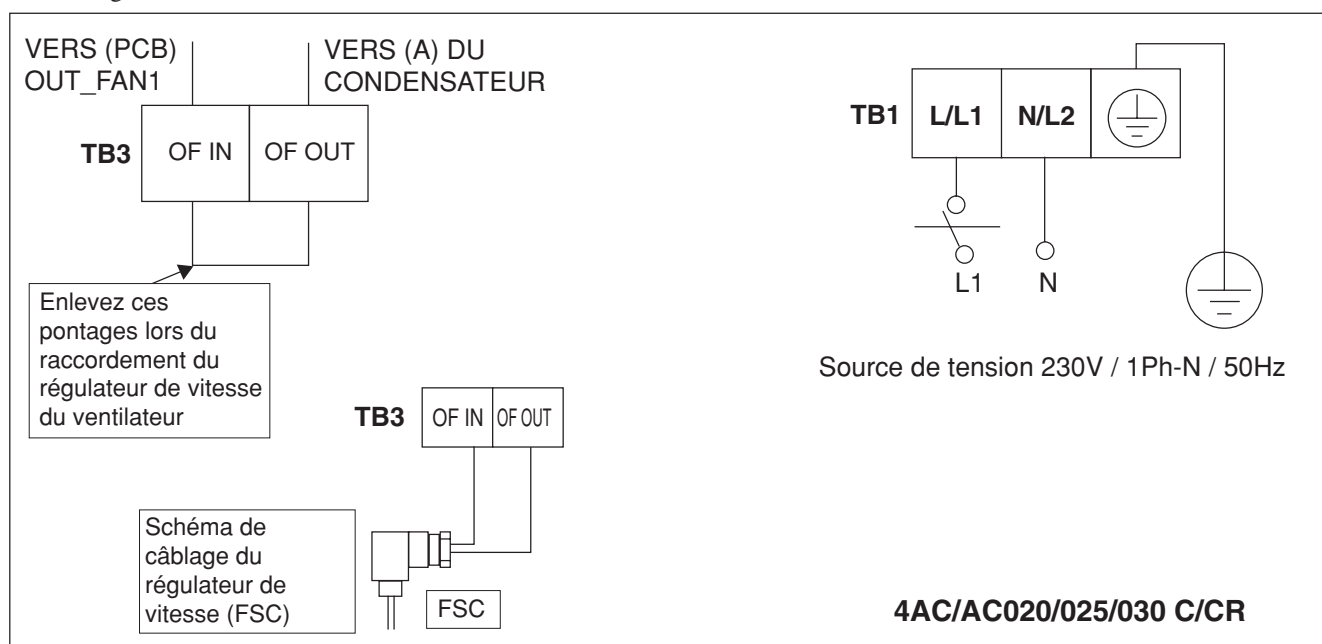 VERS (PCB)
OUT_FAN1
VERS (A) DU
CONDENSATEUR
TB3
OF IN
OF OUT
Enlevez ces
pontages lors du
raccordement du
régulateur de vitesse
du ventilateur
TB3
OF IN
OF OUT
Schéma de
câblage du
régulateur de
vitesse (FSC)
FSC
TB1
L/L1
N/L2
L1
N
Source de tension 230V / 1Ph-N / 50Hz
4AC/AC020/025/030 C/CR